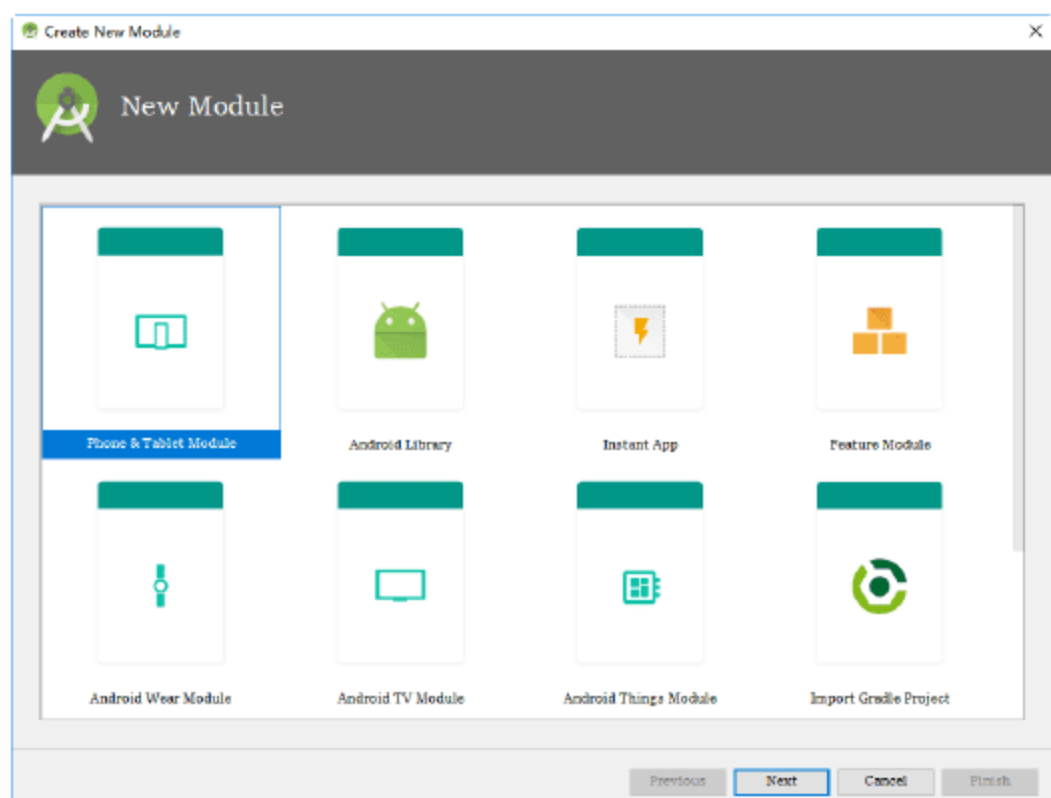 Create New Module
New Module
Phone & Tablet Module
Android Library
Instant App
Feature Module
Android Wear Module
Android TV Module
Android Things Module
Import Gradle Project
Previous
Next
Cancel
Finish